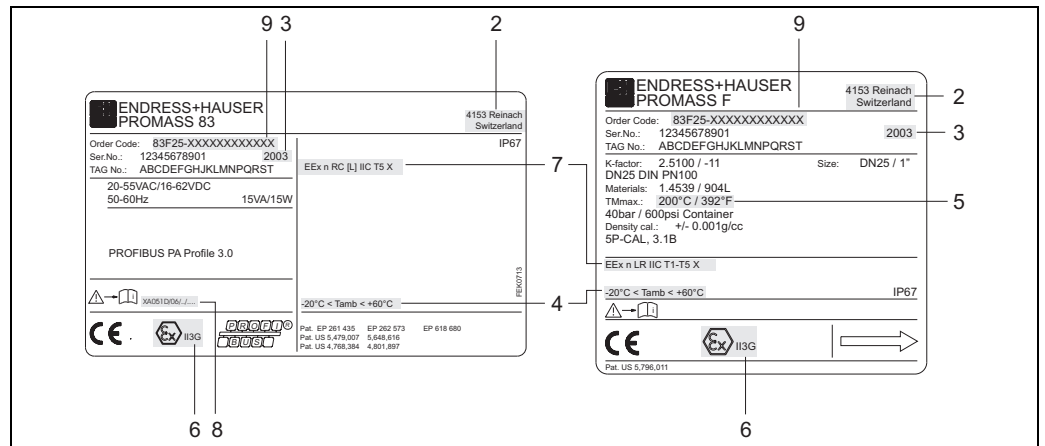 9 3 2 9
ENDRESS+HAUSER
PROMASS 83
4153 Reinach
Switzerland
Order Code: 83F25-XXXXXXXXXXXX
Ser.No.: 12345678901 2003
TAG No.: ABCDEFGHJKLMNPQRST
IP67
EEx n RC [L] IIC T5 X
20-55VAC/16-62VDC
50-60Hz 15VA/15W
PROFIBUS PA Profile 3.0
i XA051D/06/../....
-20°C < Tamb < +60°C
FEK0713
CE Ex II3G
PROFI®
BUS
Pat. EP 261 435 EP 262 573 EP 618 680
Pat. US 5,479,007 5,648,616
Pat. US 4,768,384 4,801,897
6 8
7
4
ENDRESS+HAUSER
PROMASS F
4153 Reinach
Switzerland
2
Order Code: 83F25-XXXXXXXXXXXX
Ser.No.: 12345678901 2003
3
TAG No.: ABCDEFGHJKLMNPQRST
K-factor: 2.5100 / -11 Size: DN25 / 1"
DN25 DIN PN100
Materials: 1.4539 / 904L
TMmax.: 200°C / 392°F
5
40bar / 600psi Container
Density cal.: +/- 0.001g/cc
5P-CAL, 3.1B
EEx n LR IIC T1-T5 X
-20°C < Tamb < +60°C IP67
i
CE Ex II3G
Pat. US 5,796,011
6